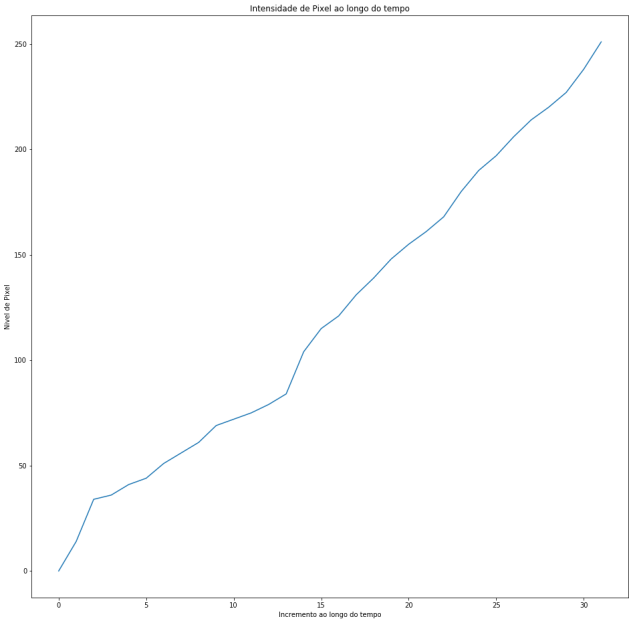 Intensidade de Pixel ao longo do tempo
250
200
150
100
50
0
Nível de Pixel
0 5 10 15 20 25 30
Incremento ao longo do tempo